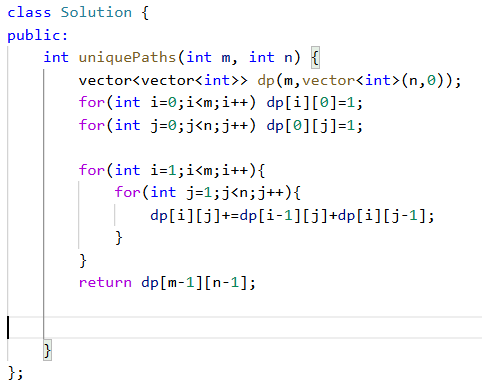 class Solution {
public:
    int uniquePaths(int m, int n) {
        vector<vector<int>> dp(m,vector<int>(n,0));
        for(int i=0;i<m;i++) dp[i][0]=1;
        for(int j=0;j<n;j++) dp[0][j]=1;

        for(int i=1;i<m;i++){
            for(int j=1;j<n;j++){
                dp[i][j]+=dp[i-1][j]+dp[i][j-1];
            }
        }
        return dp[m-1][n-1];


    }
};